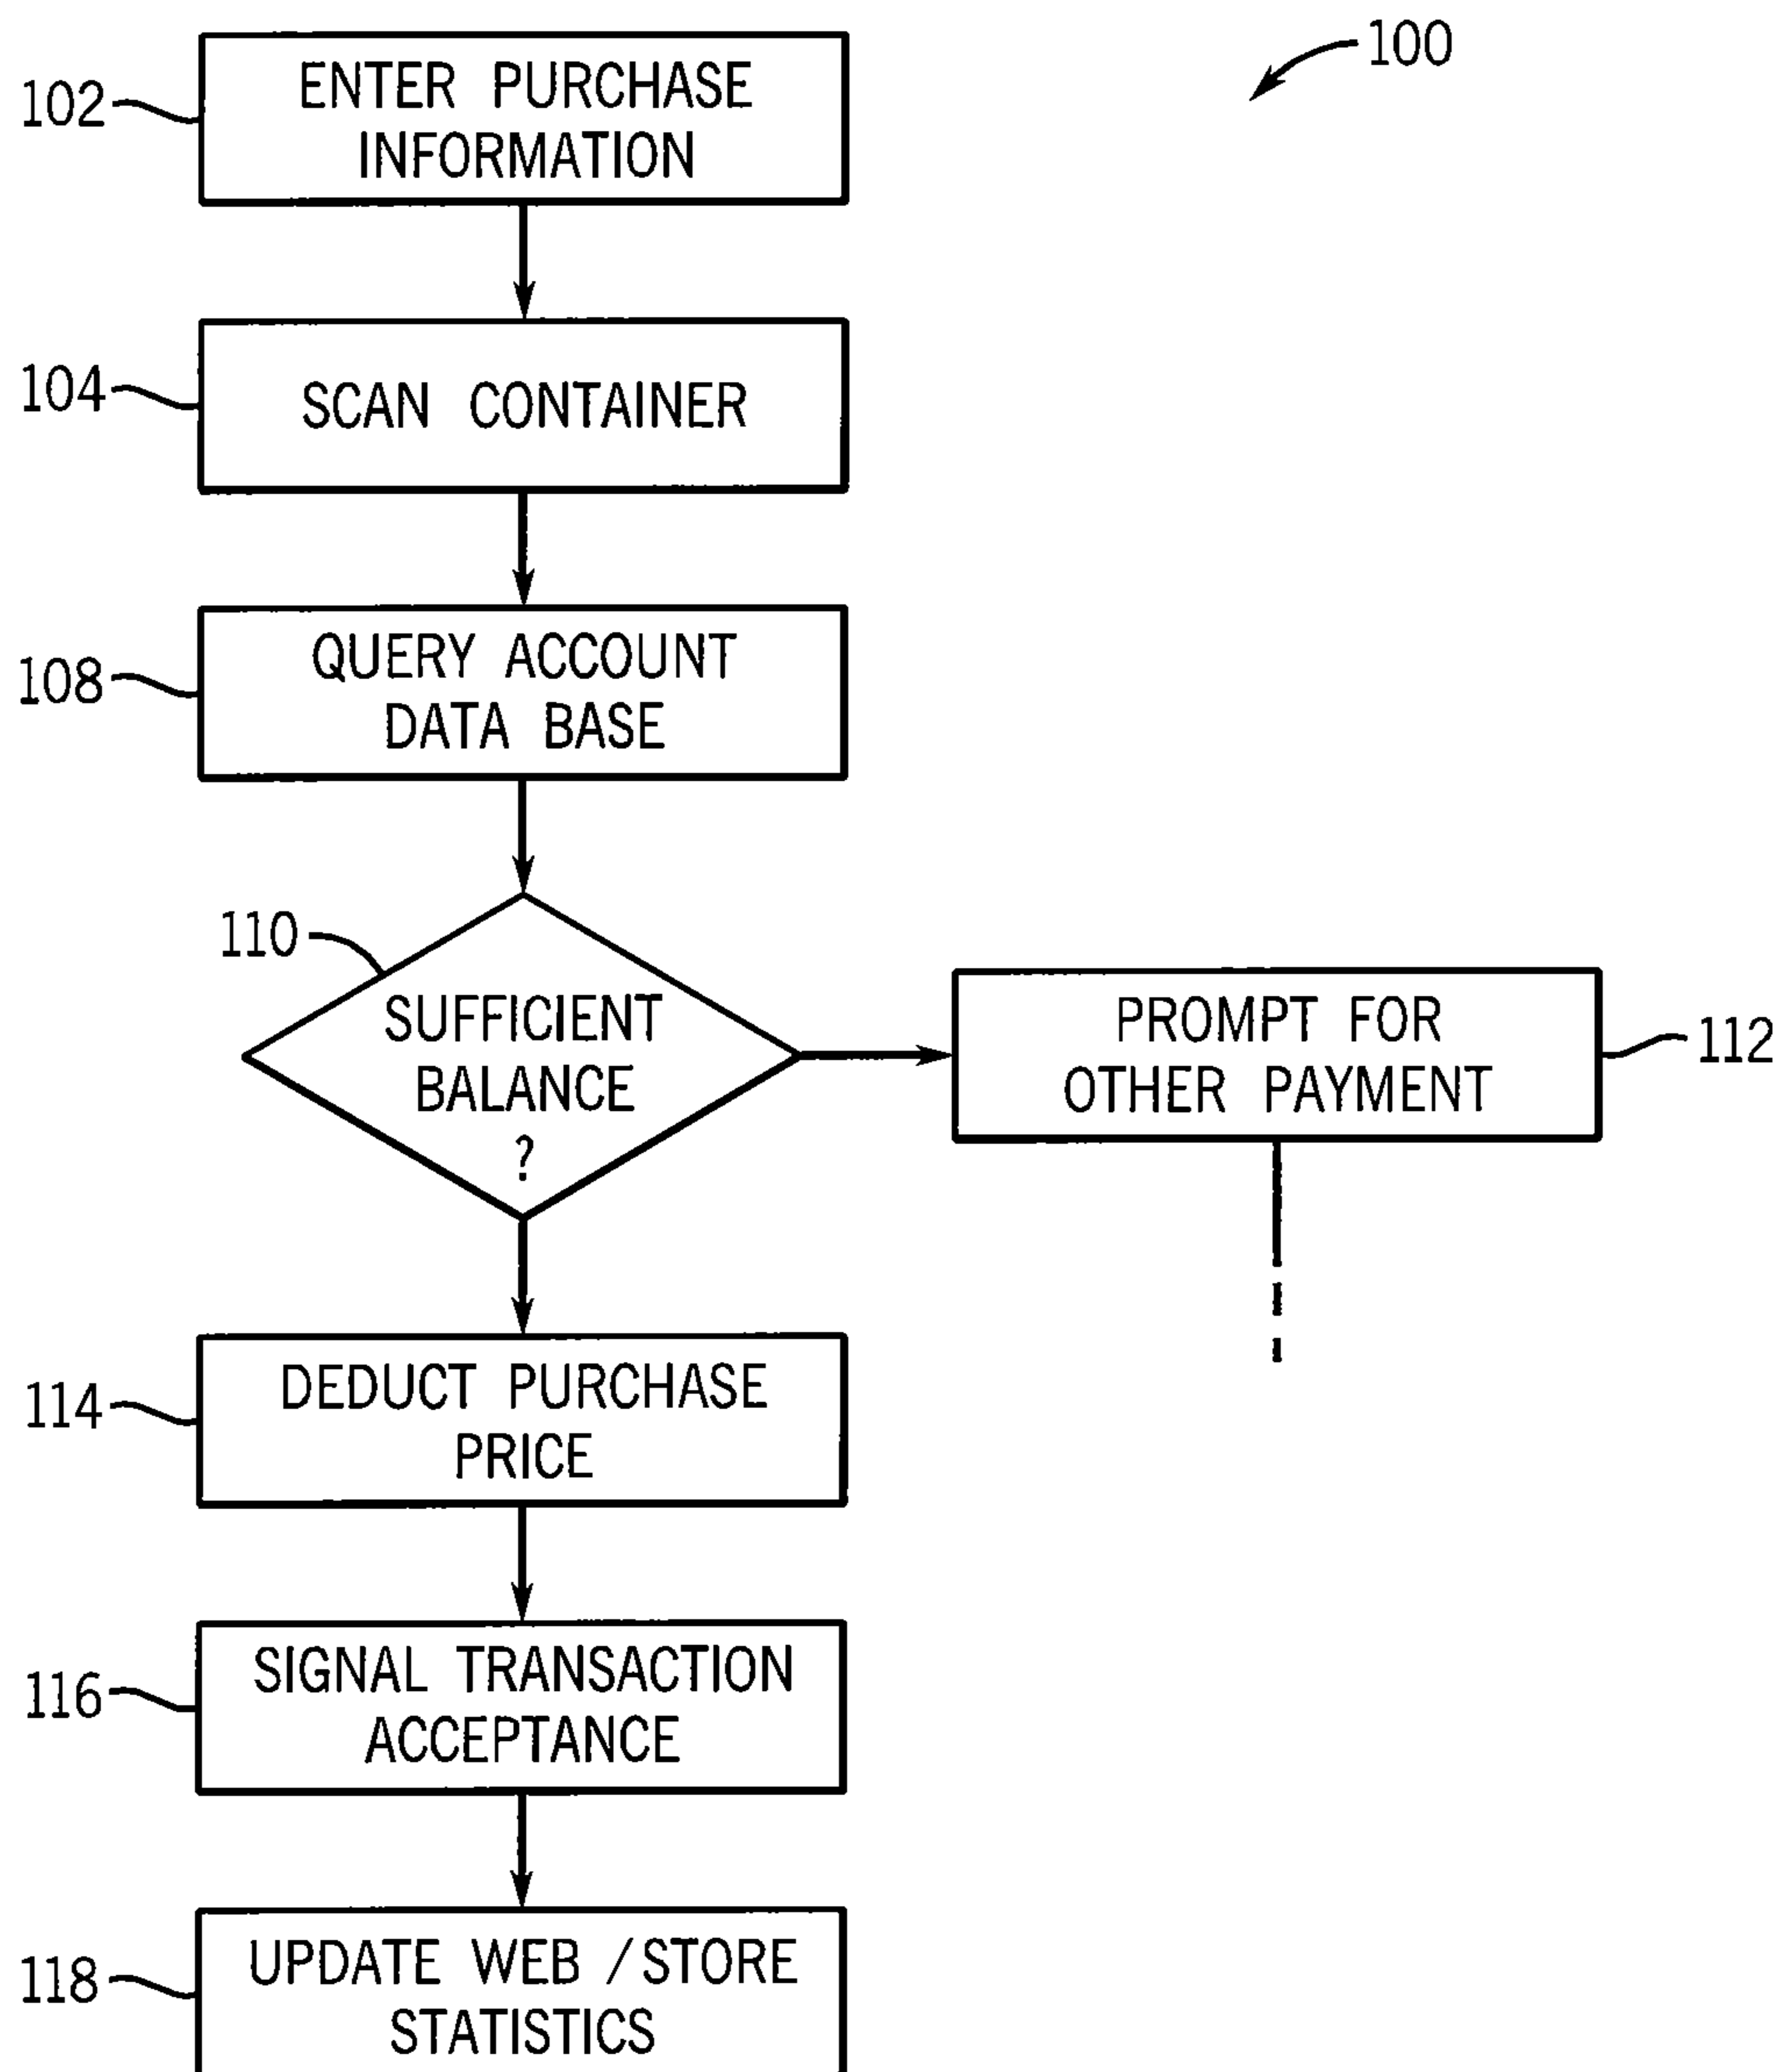 100
102
ENTER PURCHASE
INFORMATION
104
SCAN CONTAINER
108
QUERY ACCOUNT
DATA BASE
110
SUFFICIENT
BALANCE
?
PROMPT FOR
OTHER PAYMENT
112
114
DEDUCT PURCHASE
PRICE
116
SIGNAL TRANSACTION
ACCEPTANCE
118
UPDATE WEB / STORE
STATISTICS